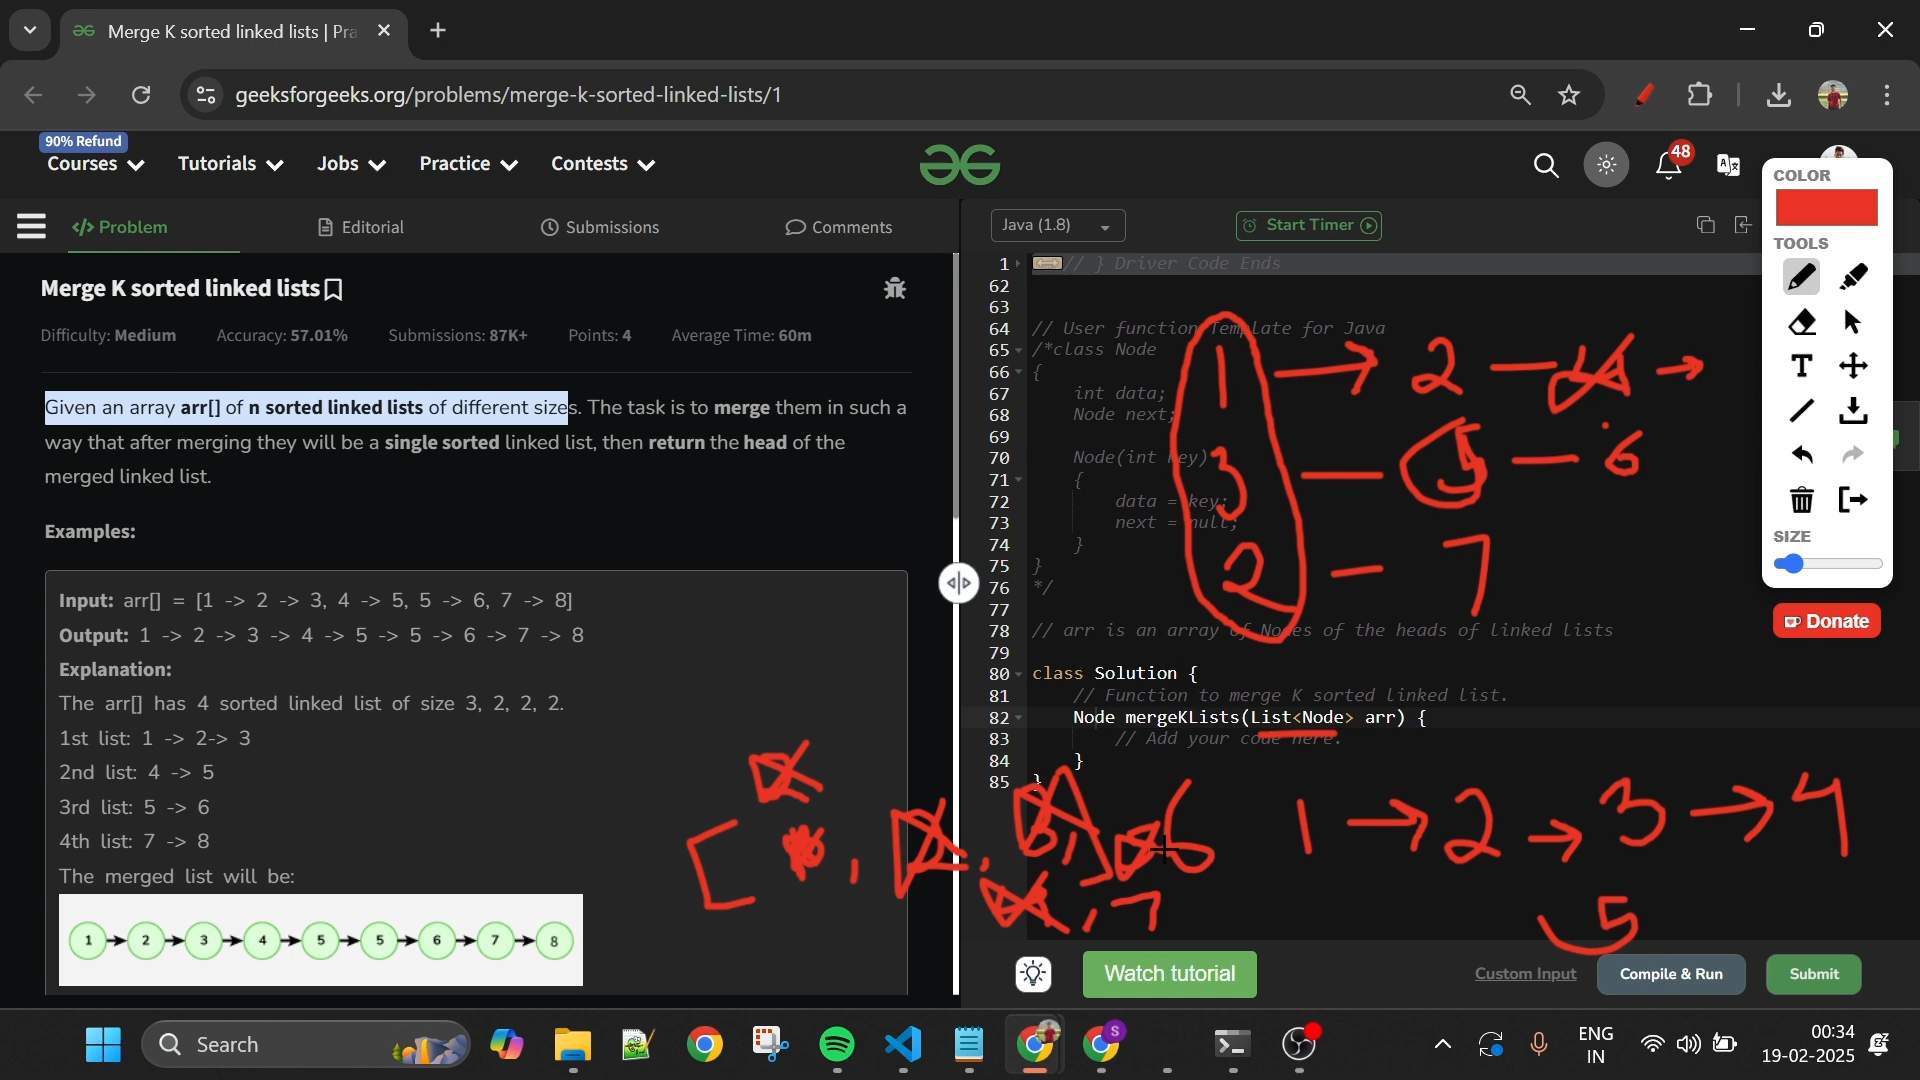 Merge K sorted linked lists | Pra
geeksforgeeks.org/problems/merge-k-sorted-linked-lists/1
90% Refund
Courses
Tutorials
Jobs
Practice
Contests
48
Problem
Editorial
Submissions
Comments
Java (1.8)
Start Timer
Merge K sorted linked lists
Difficulty: Medium
Accuracy: 57.01%
Submissions: 87K+
Points: 4
Average Time: 60m
Given an array arr[] of n sorted linked lists of different sizes. The task is to merge them in such a
way that after merging they will be a single sorted linked list, then return the head of the
merged linked list.
Examples:
Input: arr[] = [1 -> 2 -> 3, 4 -> 5, 5 -> 6, 7 -> 8]
Output: 1 -> 2 -> 3 -> 4 -> 5 -> 5 -> 6 -> 7 -> 8
Explanation:
The arr[] has 4 sorted linked list of size 3, 2, 2, 2.
1st list: 1 -> 2-> 3
2nd list: 4 -> 5
3rd list: 5 -> 6
4th list: 7 -> 8
The merged list will be:
1 2 3 4 5 5 6 7 8
1 // } Driver Code Ends
62
63
64 // User function Template for Java
65 /*class Node
66 {
67 int data;
68 Node next;
69
70 Node(int key)
71 {
72 data = key;
73 next = null;
74 }
75 }
76 */
77
78 // arr is an array of Nodes of the heads of linked lists
79
80 class Solution {
81 // Function to merge K sorted linked list.
82 Node mergeKLists(List<Node> arr) {
83 // Add your code here.
84 }
85 }
1 → 2 — 4 →
3 — 5 — 6
2 — 7
6
, 7
1 → 2 → 3 → 4
5
COLOR
TOOLS
T
SIZE
Donate
Watch tutorial
Custom Input
Compile & Run
Submit
Search
S
ENG
IN
00:34
19-02-2025